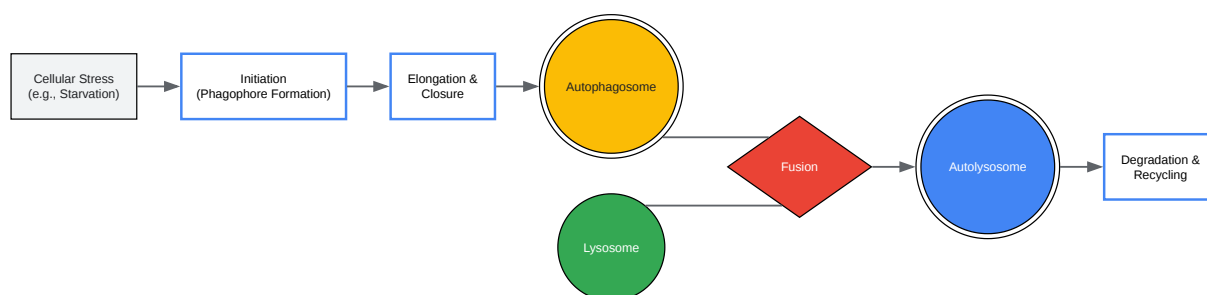 Cellular Stress
(e.g., Starvation)
Initiation
(Phagophore Formation)
Elongation &
Closure
Autophagosome
Lysosome
Fusion
Autolysosome
Degradation &
Recycling